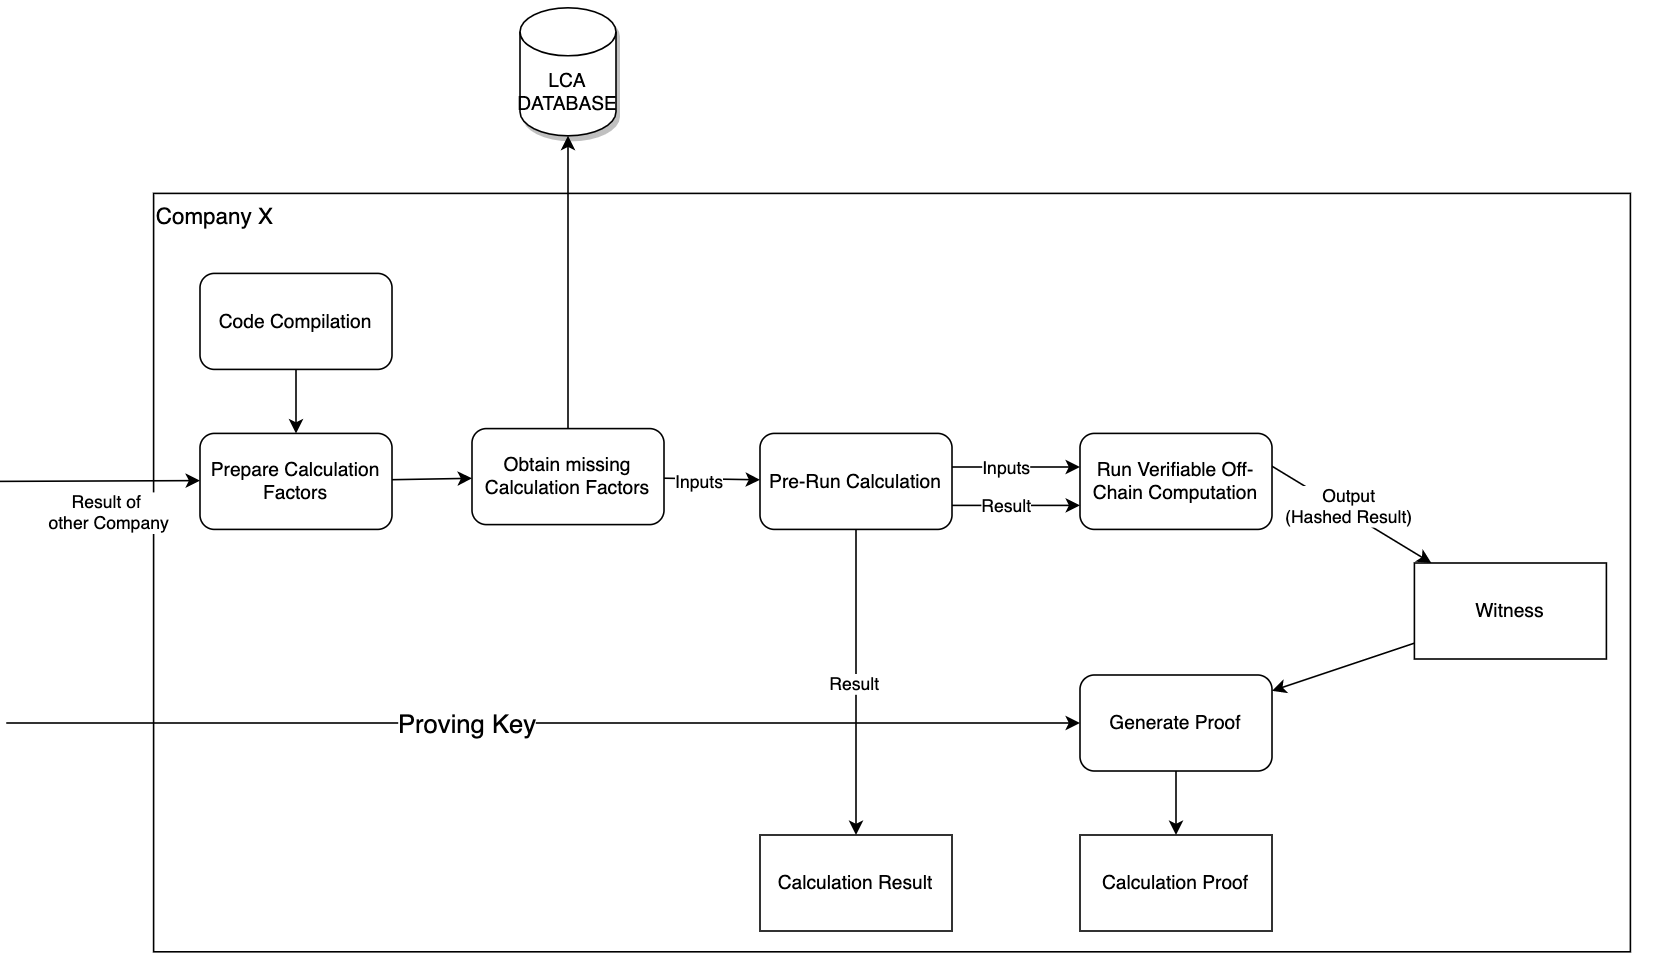 LCA
DATABASE
Company X
Code Compilation
Prepare Calculation
Factors
Obtain missing
Calculation Factors
Inputs
Pre-Run Calculation
Inputs
Result
Run Verifiable Off-
Chain Computation
Result of
other Company
Output
(Hashed Result)
Witness
Result
Proving Key
Generate Proof
Calculation Result
Calculation Proof